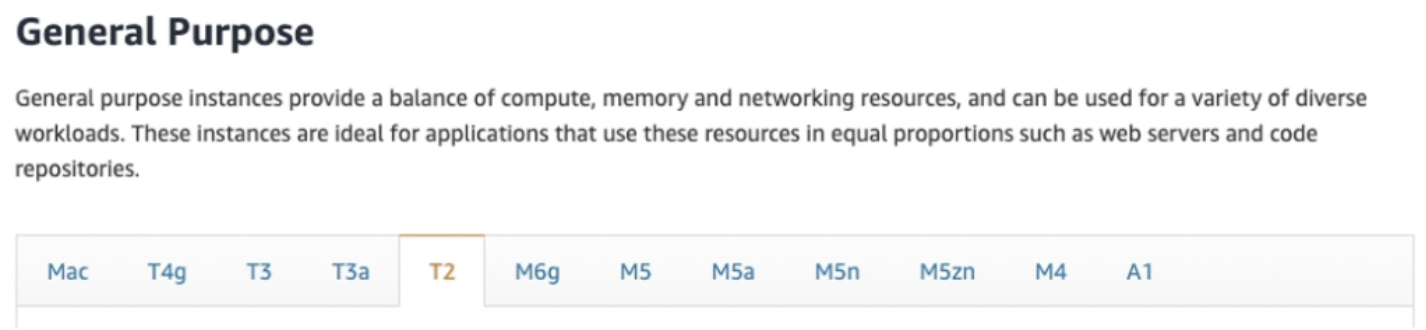 General Purpose
General purpose instances provide a balance of compute, memory and networking resources, and can be used for a variety of diverse
workloads. These instances are ideal for applications that use these resources in equal proportions such as web servers and code
repositories.
Mac T4g T3 T3a T2 M6g M5 M5a M5n M5zn M4 A1